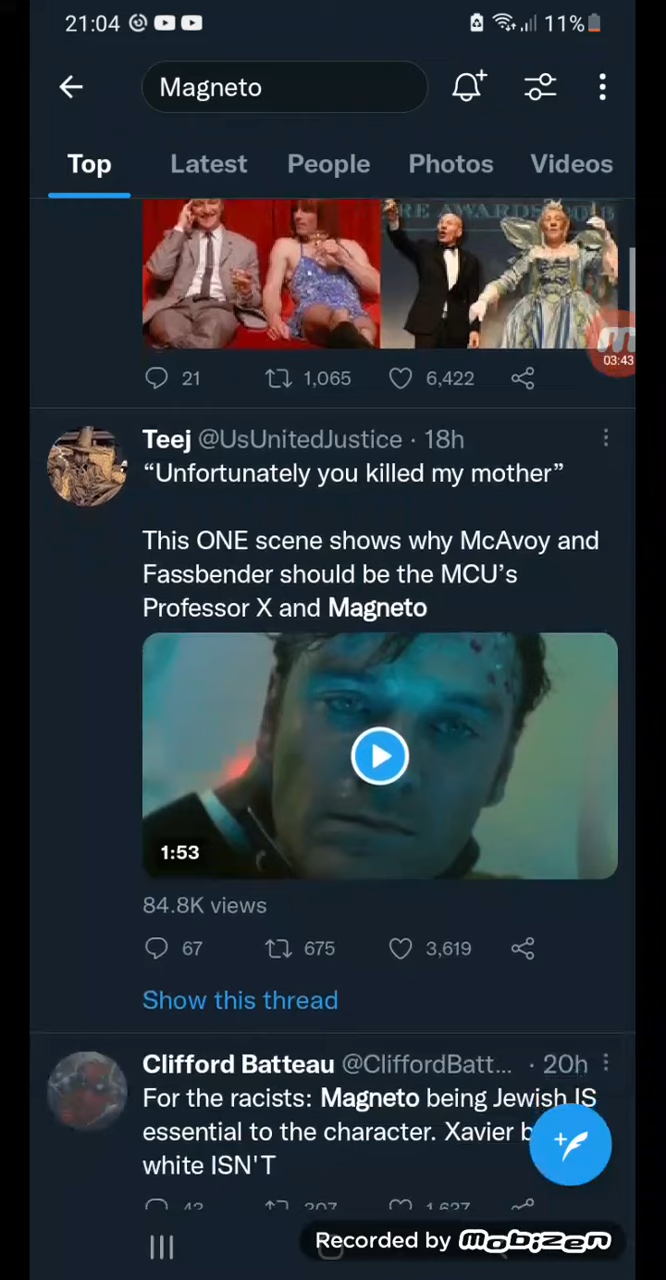 21:04
11%
Magneto
Top Latest People Photos Videos
RE AWARDS
03:43
21 1,065 6,422
Teej @UsUnitedJustice · 18h
“Unfortunately you killed my mother”
This ONE scene shows why McAvoy and
Fassbender should be the MCU’s
Professor X and Magneto
1:53
84.8K views
67 675 3,619
Show this thread
Clifford Batteau @CliffordBatt... · 20h
For the racists: Magneto being Jewish IS
essential to the character. Xavier b
white ISN'T
Recorded by mobizen